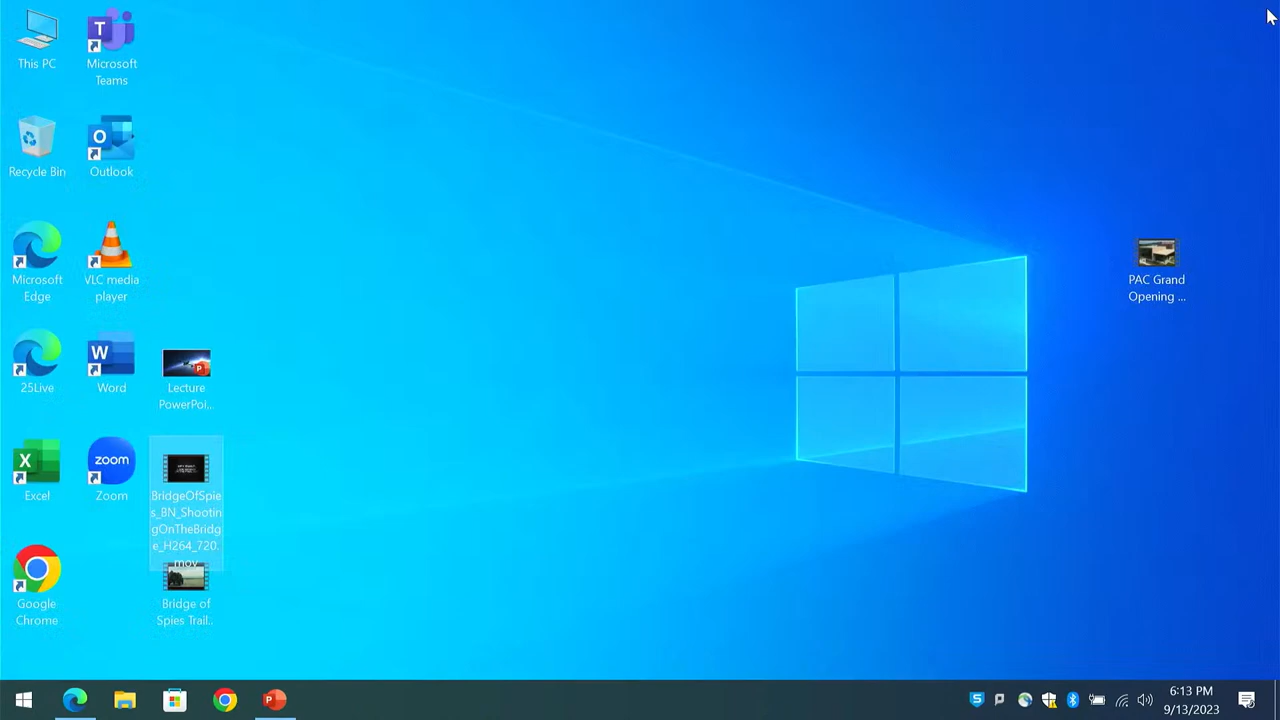 This PC
Microsoft
Teams
Recycle Bin
Outlook
Microsoft
Edge
VLC media
player
25Live
Word
Lecture
PowerPoi...
Excel
zoom
Zoom
BridgeOfSpie
s_BN_Shootin
gOnTheBridg
e_H264_720.
mov
Google
Chrome
Bridge of
Spies Trail...
PAC Grand
Opening ...
6:13 PM
9/13/2023